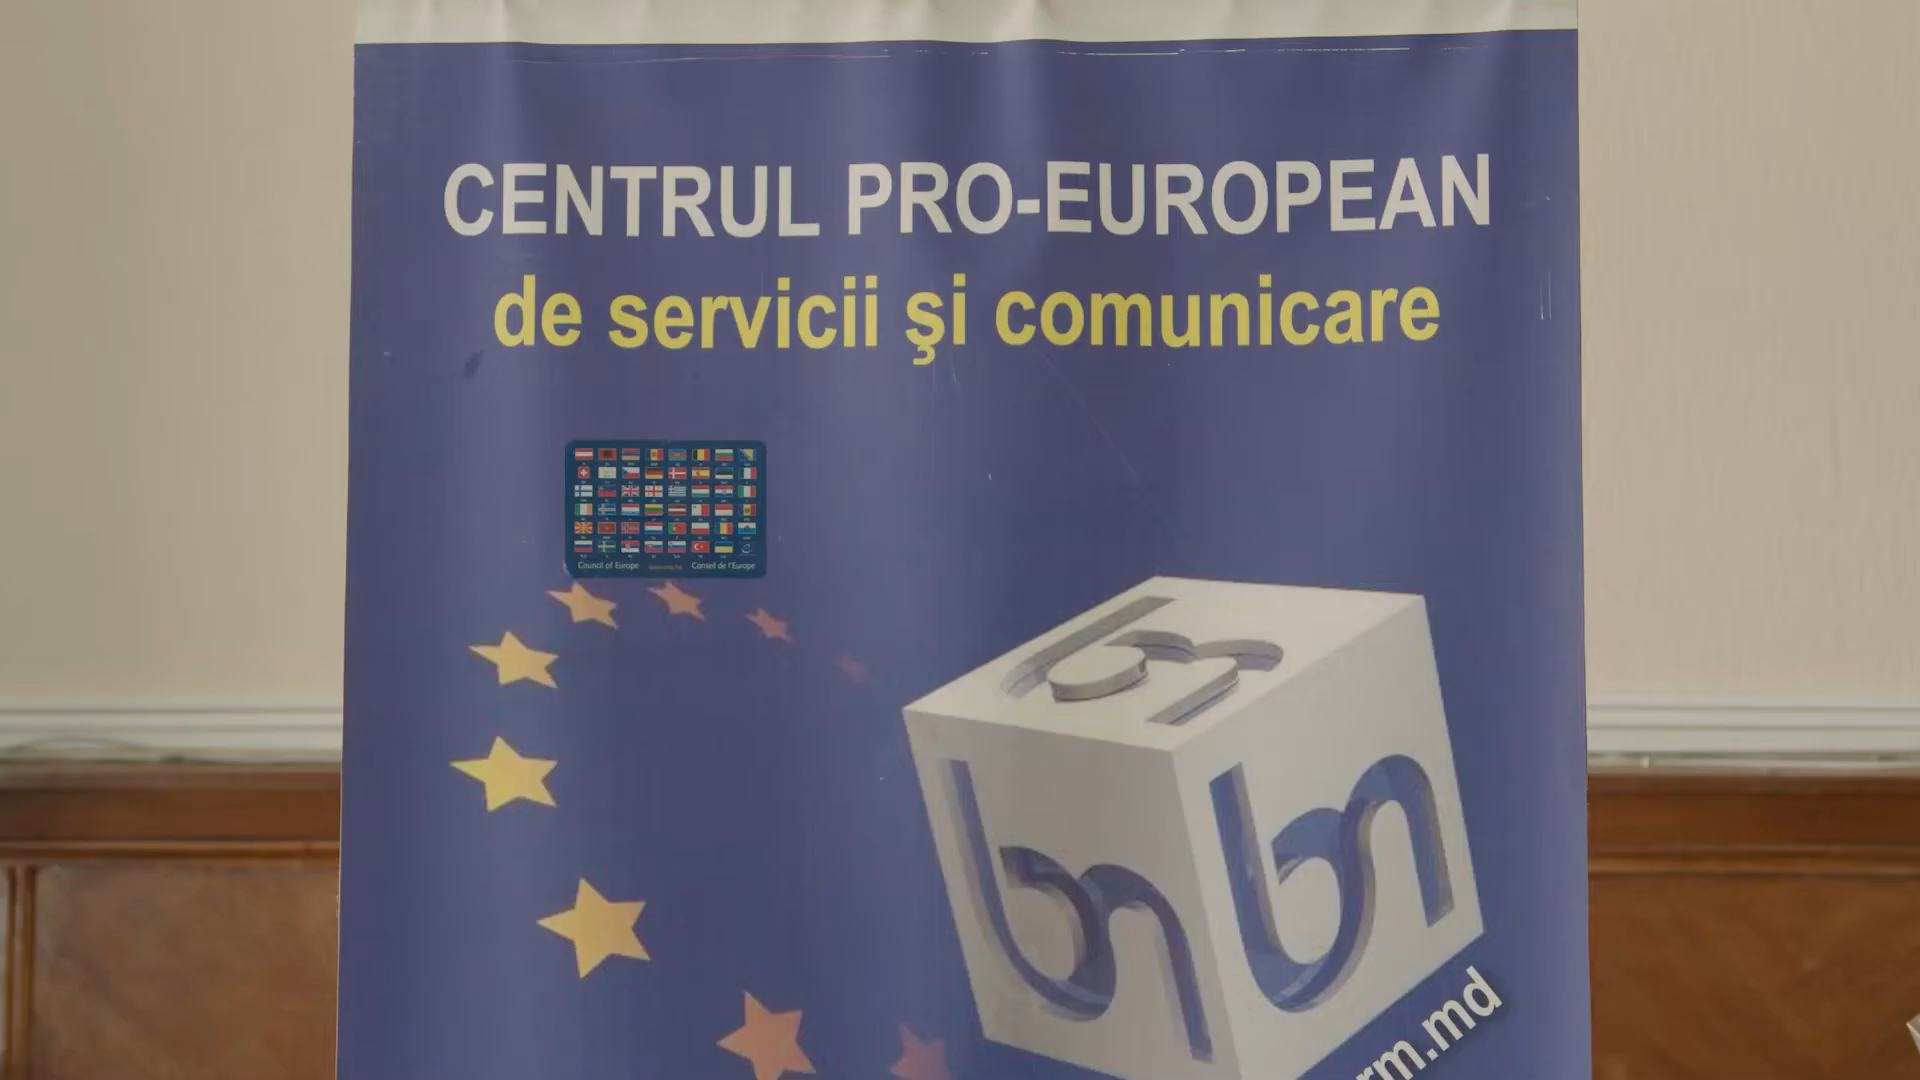 CENTRUL PRO-EUROPEAN
de servicii şi comunicare
Council of Europe
Conseil de l'Europe
rm.md